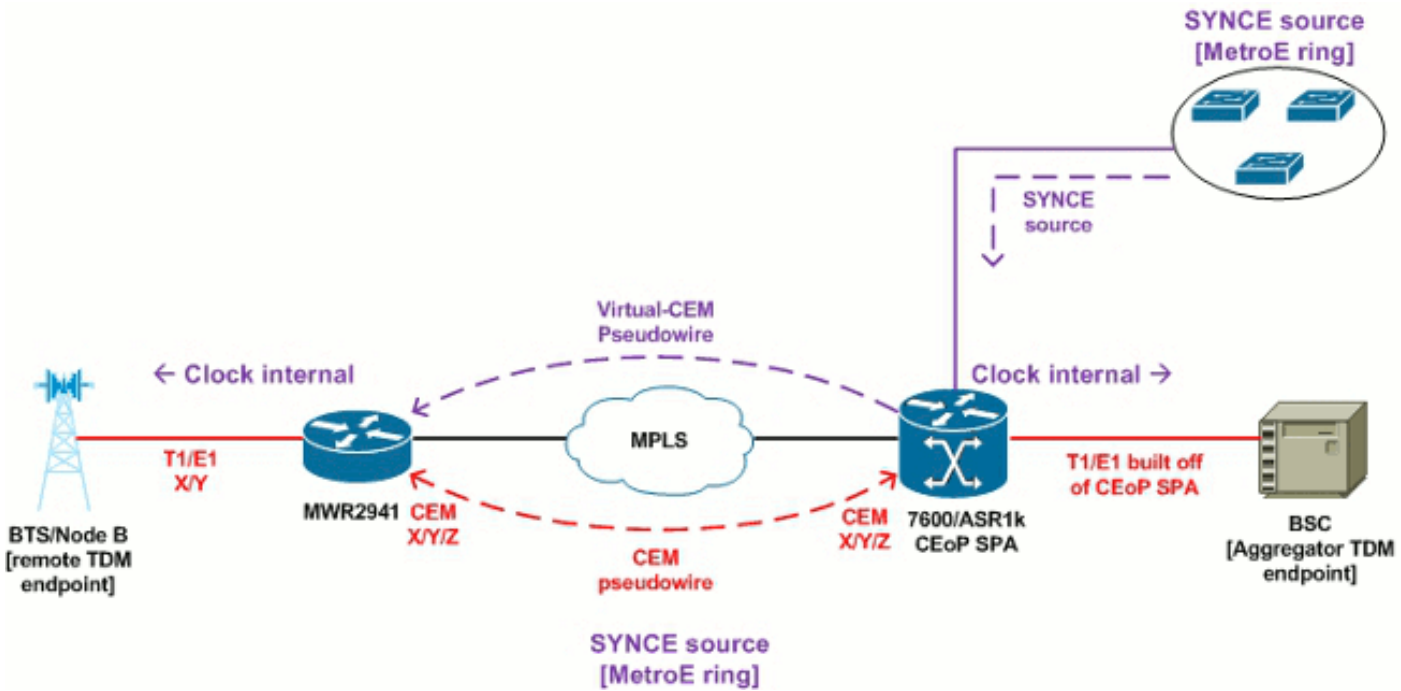 SYNCE source
[MetroE ring]
SYNCE
source
Virtual-CEM
Pseudowire
← Clock internal
Clock internal →
MPLS
T1/E1
X/Y
MWR2941
CEM
X/Y/Z
CEM
X/Y/Z
7600/ASR1k
CEoP SPA
T1/E1 built off
of CEoP SPA
BTS/Node B
[remote TDM
endpoint]
CEM
pseudowire
BSC
[Aggregator TDM
endpoint]
SYNCE source
[MetroE ring]